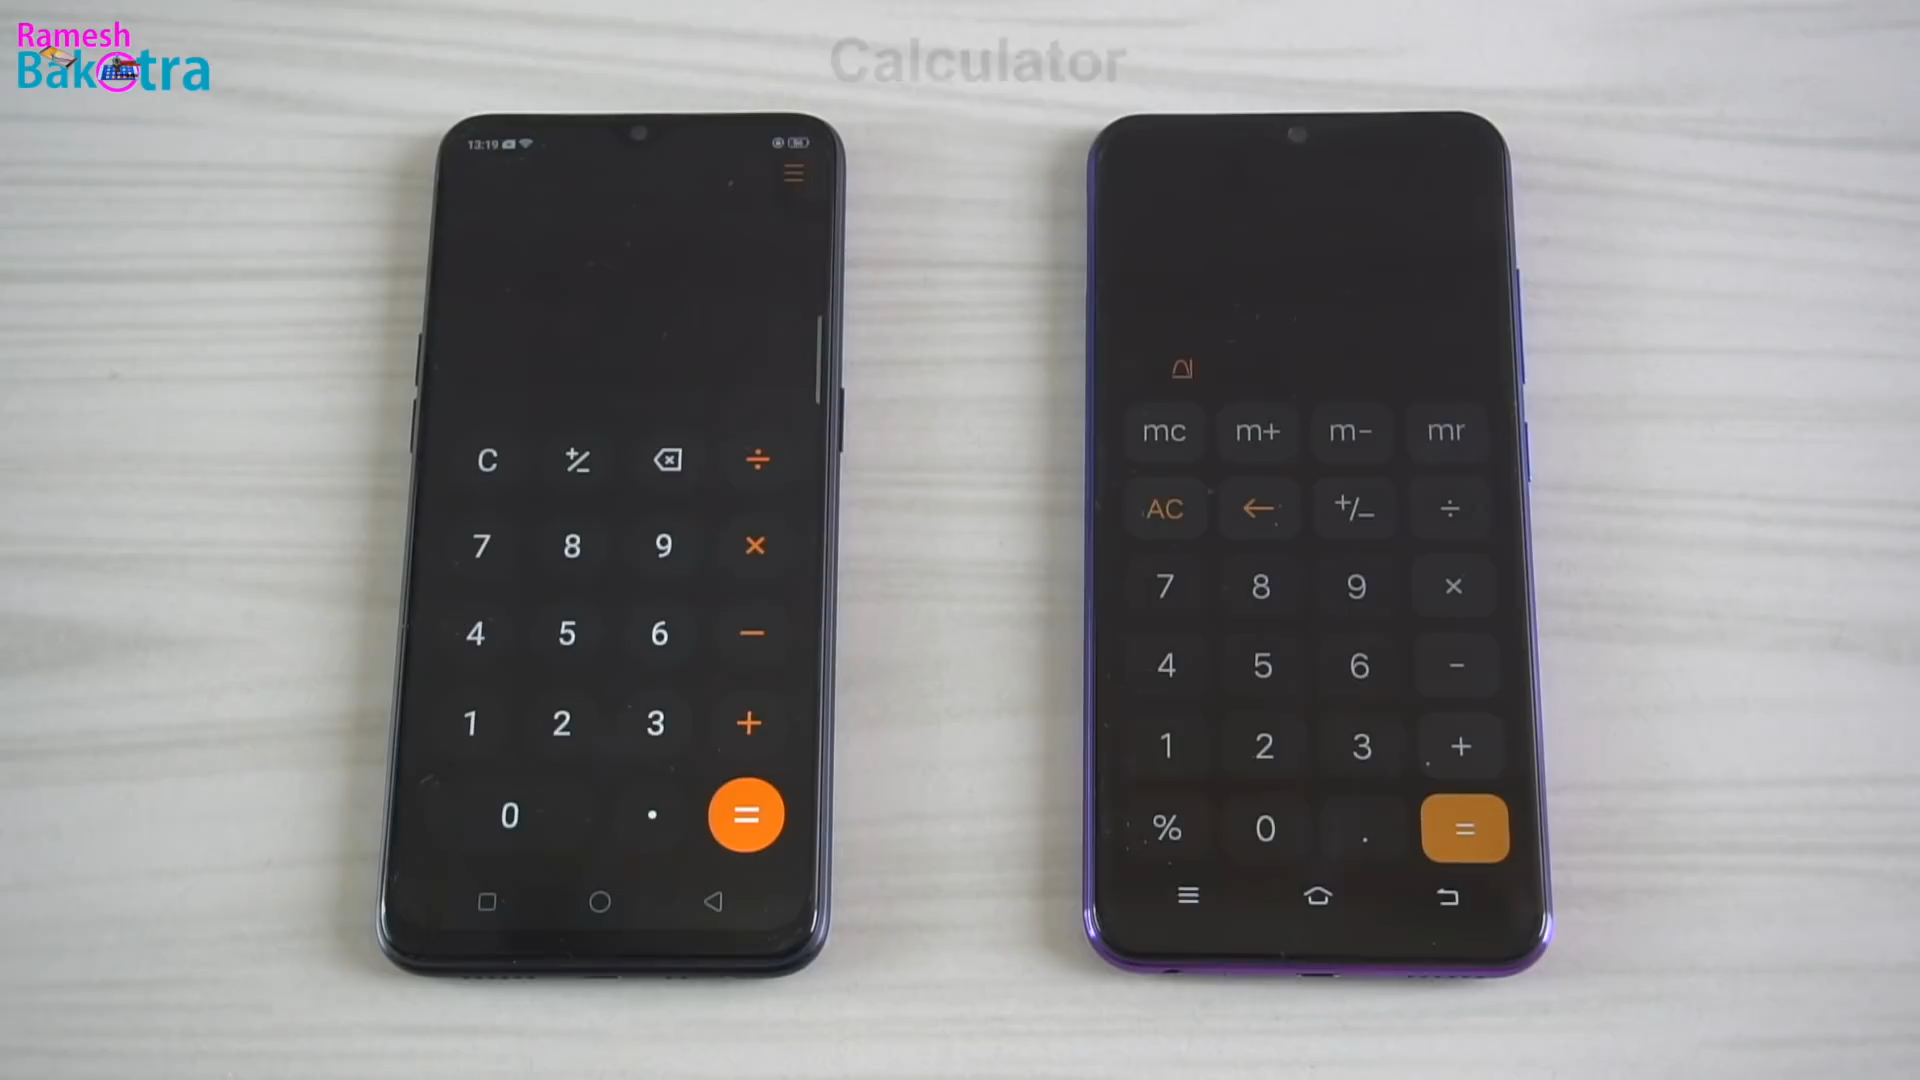 Ramesh
Bakotra
Calculator
13:19
C +/- ÷
7 8 9 ×
4 5 6 −
1 2 3 +
0 . =
mc m+ m- mr
AC ← +/- ÷
7 8 9 ×
4 5 6 -
1 2 3 +
% 0 . =